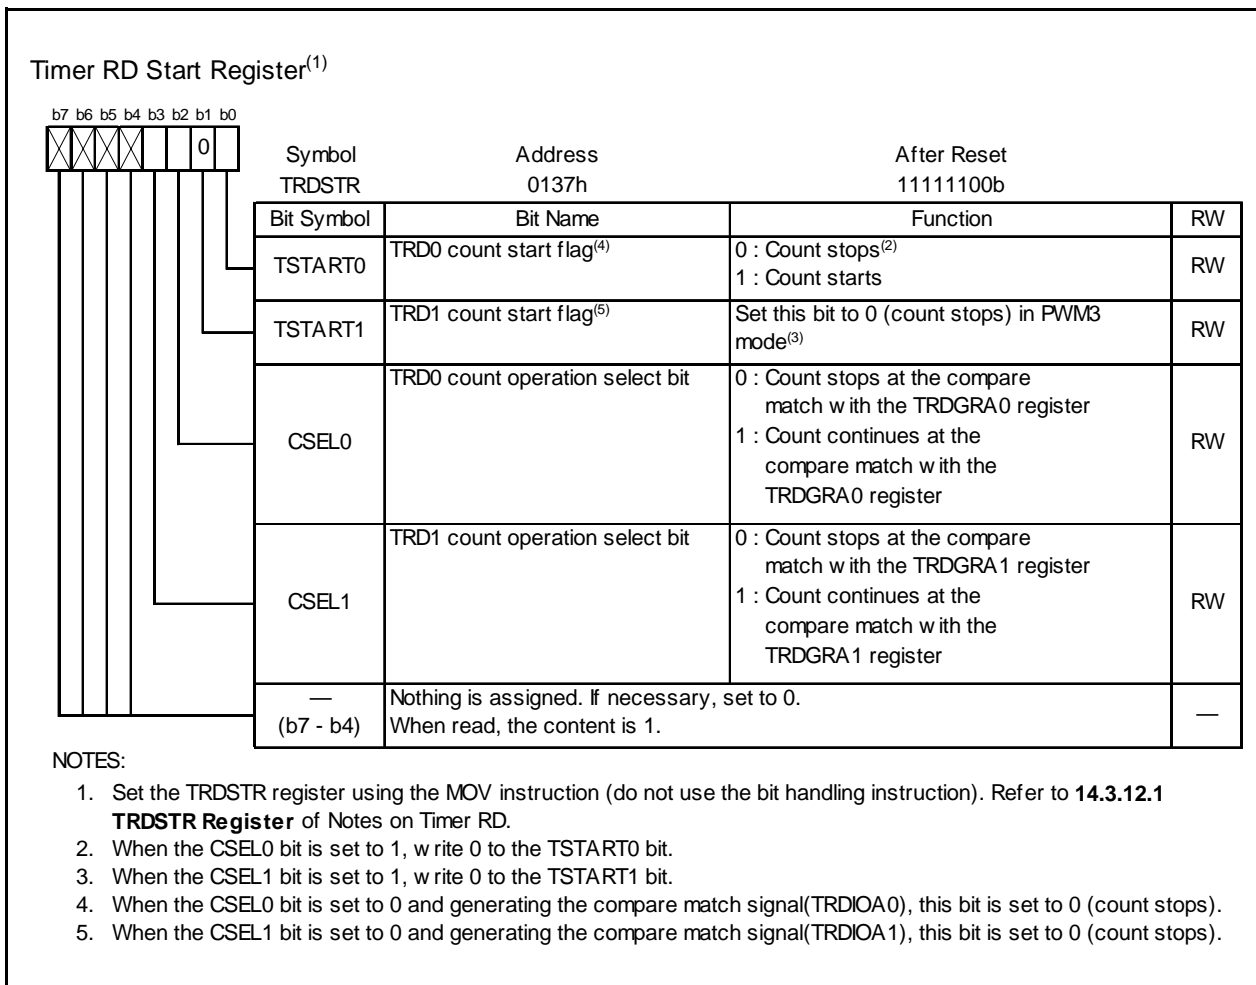 Timer RD Start Register(1)
b7 b6 b5 b4 b3 b2 b1 b0
0
Symbol Address After Reset
TRDSTR 0137h 11111100b
Bit Symbol Bit Name Function RW
TSTART0 TRD0 count start flag(4) 0 : Count stops(2) RW
1 : Count starts
TSTART1 TRD1 count start flag(5) Set this bit to 0 (count stops) in PWM3 RW
mode(3)
CSEL0 TRD0 count operation select bit 0 : Count stops at the compare RW
match with the TRDGRA0 register
1 : Count continues at the
compare match with the
TRDGRA0 register
CSEL1 TRD1 count operation select bit 0 : Count stops at the compare RW
match with the TRDGRA1 register
1 : Count continues at the
compare match with the
TRDGRA1 register
— Nothing is assigned. If necessary, set to 0. —
(b7 - b4) When read, the content is 1.
NOTES:
1. Set the TRDSTR register using the MOV instruction (do not use the bit handling instruction). Refer to 14.3.12.1
TRDSTR Register of Notes on Timer RD.
2. When the CSEL0 bit is set to 1, write 0 to the TSTART0 bit.
3. When the CSEL1 bit is set to 1, write 0 to the TSTART1 bit.
4. When the CSEL0 bit is set to 0 and generating the compare match signal(TRDIOA0), this bit is set to 0 (count stops).
5. When the CSEL1 bit is set to 0 and generating the compare match signal(TRDIOA1), this bit is set to 0 (count stops).